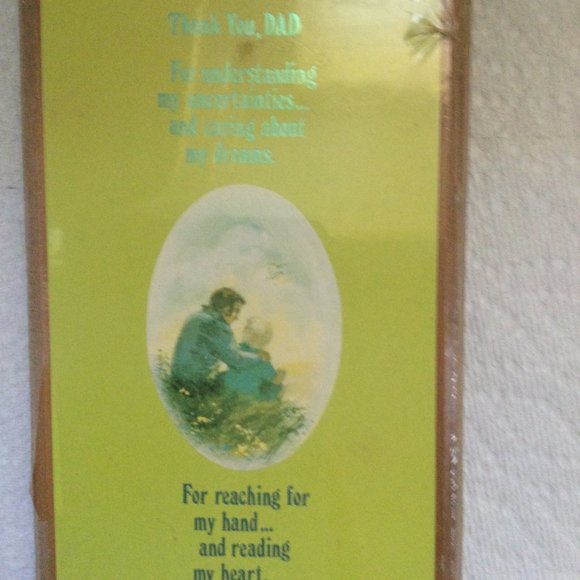 Thank You, DAD
For understanding
my uncertainties...
and caring about
my dreams.
For reaching for
my hand...
and reading
my heart.